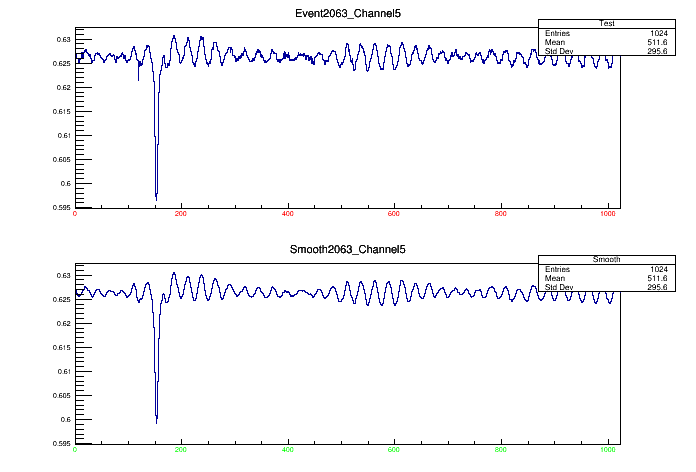 Event2063_Channel5
Test
Entries 1024
Mean 511.6
Std Dev 295.6
0.63
0.625
0.62
0.615
0.61
0.605
0.6
0.595
0 200 400 600 800 1000
Smooth2063_Channel5
Smooth
Entries 1024
Mean 511.6
Std Dev 295.6
0.63
0.625
0.62
0.615
0.61
0.605
0.6
0.595
0 200 400 600 800 1000